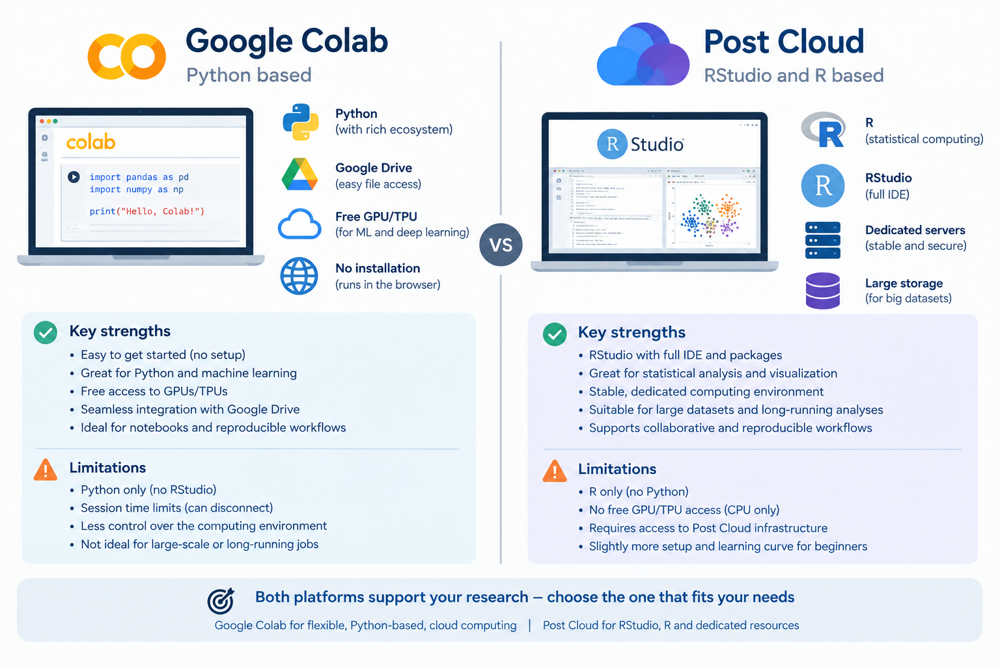 Google Colab
Python based
colab
import pandas as pd
import numpy as np
print("Hello, Colab!")
Python
(with rich ecosystem)
Google Drive
(easy file access)
Free GPU/TPU
(for ML and deep learning)
No installation
(runs in the browser)
Key strengths
• Easy to get started (no setup)
• Great for Python and machine learning
• Free access to GPUs/TPUs
• Seamless integration with Google Drive
• Ideal for notebooks and reproducible workflows
Limitations
• Python only (no RStudio)
• Session time limits (can disconnect)
• Less control over the computing environment
• Not ideal for large-scale or long-running jobs
VS
Post Cloud
RStudio and R based
R Studio
R
(statistical computing)
R
RStudio
(full IDE)
Dedicated servers
(stable and secure)
Large storage
(for big datasets)
Key strengths
• RStudio with full IDE and packages
• Great for statistical analysis and visualization
• Stable, dedicated computing environment
• Suitable for large datasets and long-running analyses
• Supports collaborative and reproducible workflows
Limitations
• R only (no Python)
• No free GPU/TPU access (CPU only)
• Requires access to Post Cloud infrastructure
• Slightly more setup and learning curve for beginners
Both platforms support your research – choose the one that fits your needs
Google Colab for flexible, Python-based, cloud computing | Post Cloud for RStudio, R and dedicated resources